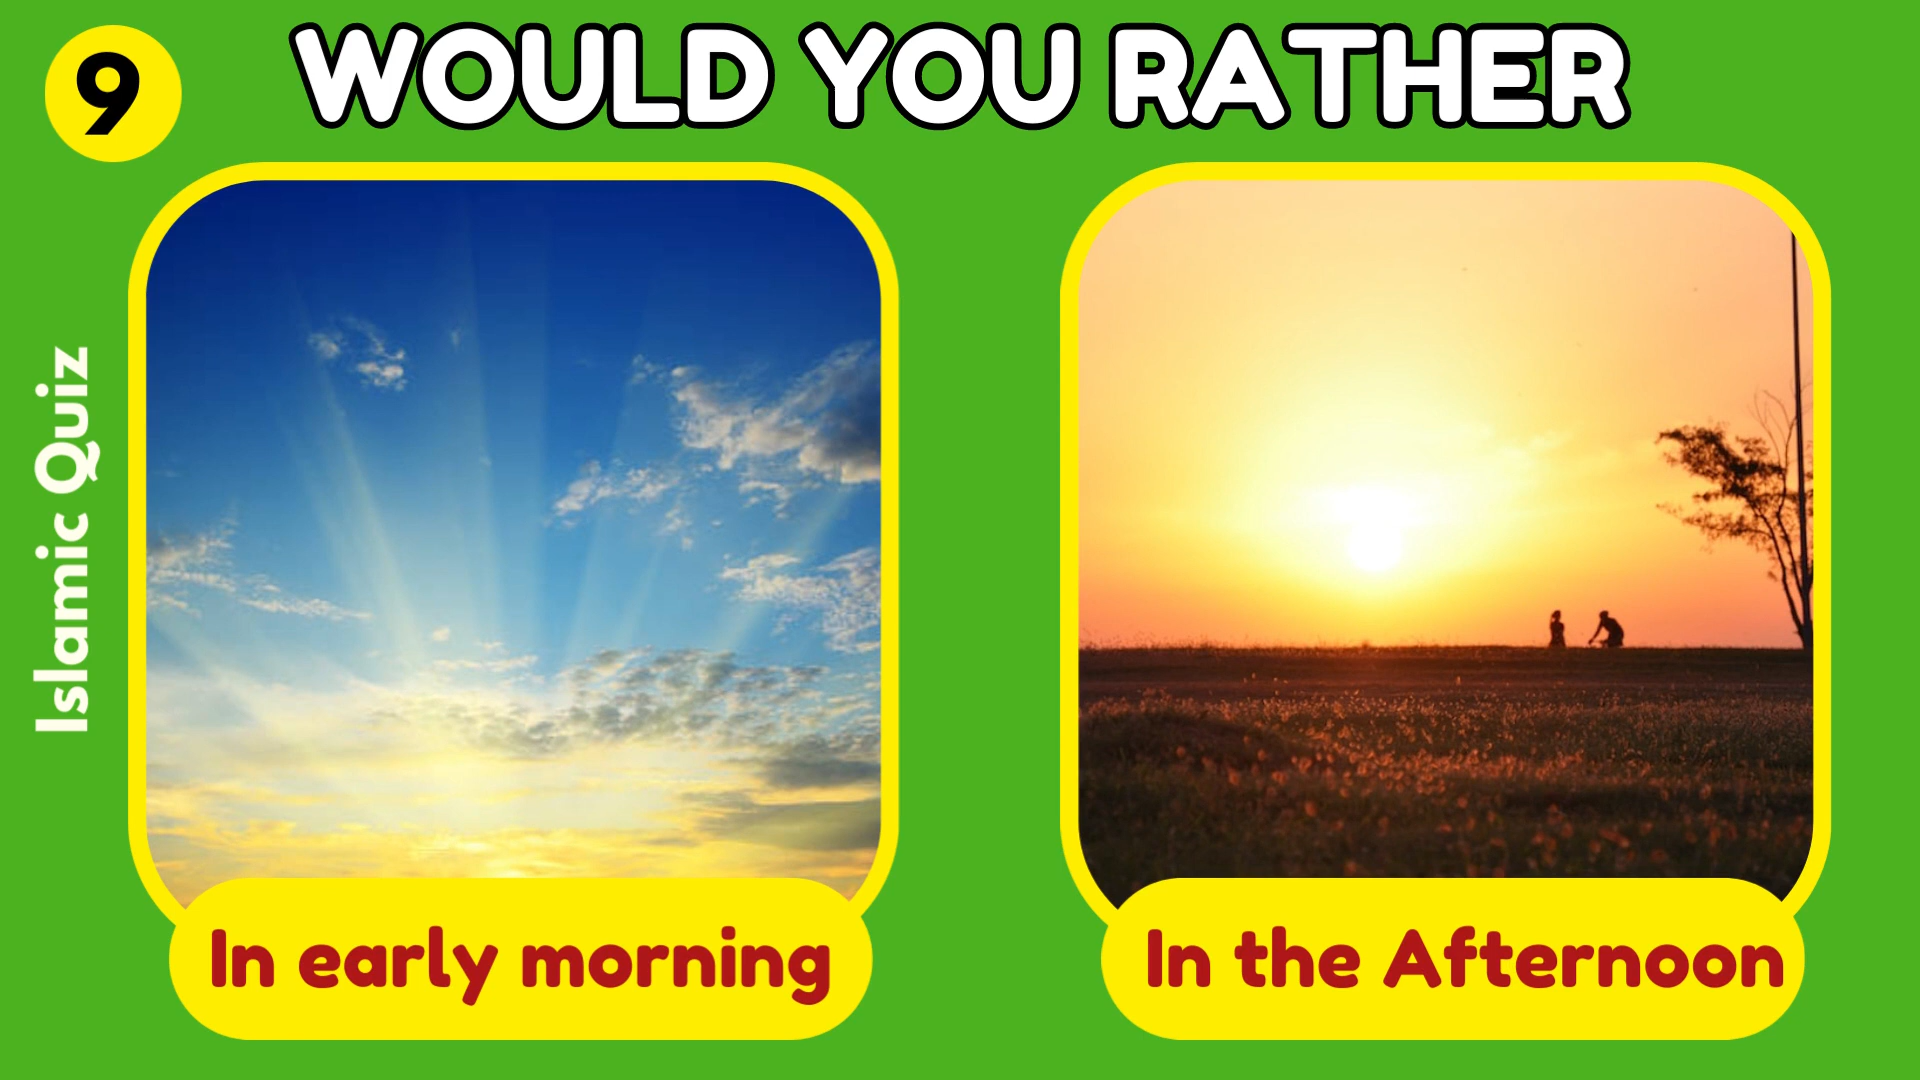 9
WOULD YOU RATHER
Islamic Quiz
In early morning
In the Afternoon